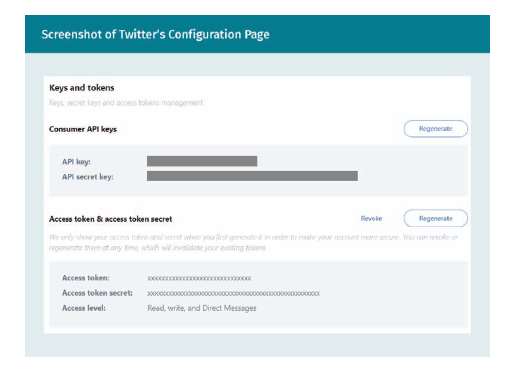 Screenshot of Twitter's Configuration Page
Keys and tokens
Keys, secret keys and access tokens management.
Consumer API keys
Regenerate
API key:
API secret key:
Access token & access token secret
Revoke
Regenerate
We only show your access token and secret when you first generate it in order to make your account more secure. You can revoke or
regenerate them at any time, which will invalidate your existing tokens.
Access token: xxxxxxxxxxxxxxxxxxxxxxxxxxxxxx
Access token secret: xxxxxxxxxxxxxxxxxxxxxxxxxxxxxxxxxxxxxxxxxxxxxxxxxx
Access level: Read, write, and Direct Messages